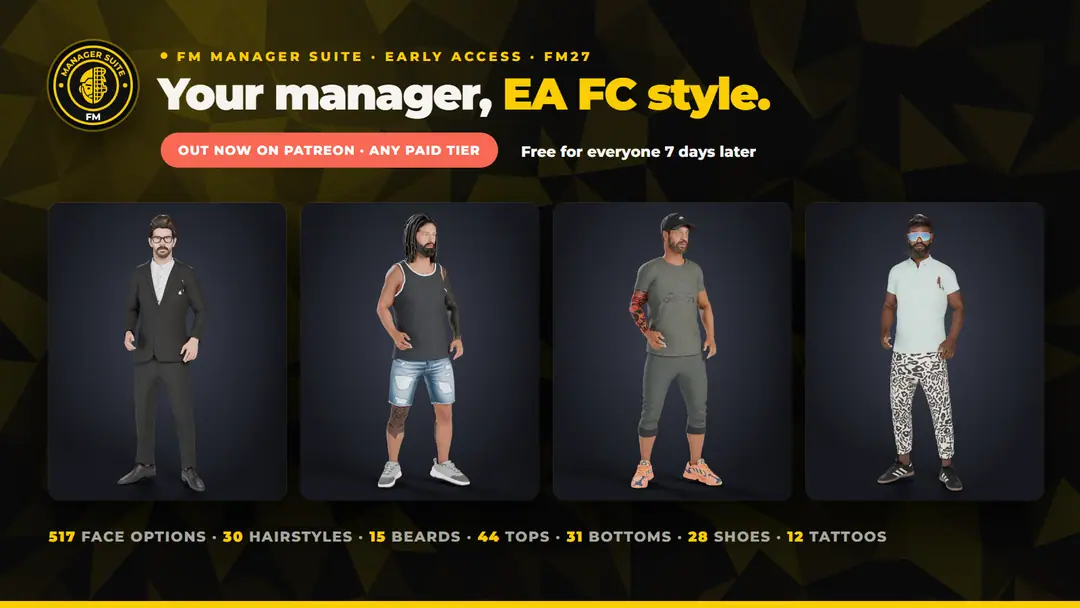 MANAGER SUITE
FM
• FM MANAGER SUITE · EARLY ACCESS · FM27
Your manager, EA FC style.
OUT NOW ON PATREON · ANY PAID TIER
Free for everyone 7 days later
517 FACE OPTIONS · 30 HAIRSTYLES · 15 BEARDS · 44 TOPS · 31 BOTTOMS · 28 SHOES · 12 TATTOOS